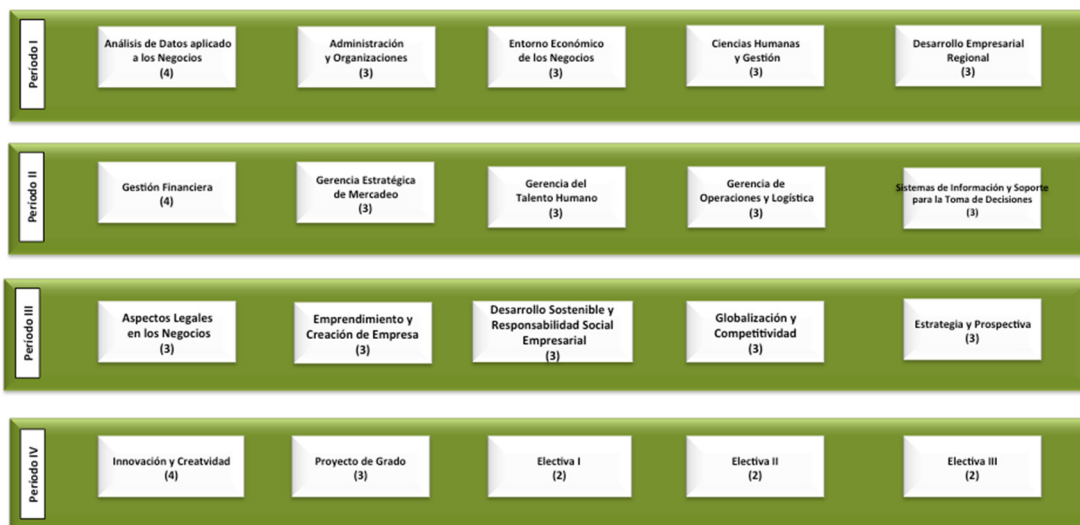 Período I
Análisis de Datos aplicado
a los Negocios
(4)
Administración
y Organizaciones
(3)
Entorno Económico
de los Negocios
(3)
Ciencias Humanas
y Gestión
(3)
Desarrollo Empresarial
Regional
(3)
Período II
Gestión Financiera
(4)
Gerencia Estratégica
de Mercadeo
(3)
Gerencia del
Talento Humano
(3)
Gerencia de
Operaciones y Logística
(3)
Sistemas de Información y Soporte
para la Toma de Decisiones
(3)
Período III
Aspectos Legales
en los Negocios
(3)
Emprendimiento y
Creación de Empresa
(3)
Desarrollo Sostenible y
Responsabilidad Social
Empresarial
(3)
Globalización y
Competitividad
(3)
Estrategia y Prospectiva
(3)
Período IV
Innovación y Creatvidad
(4)
Proyecto de Grado
(3)
Electiva I
(2)
Electiva II
(2)
Electiva III
(2)